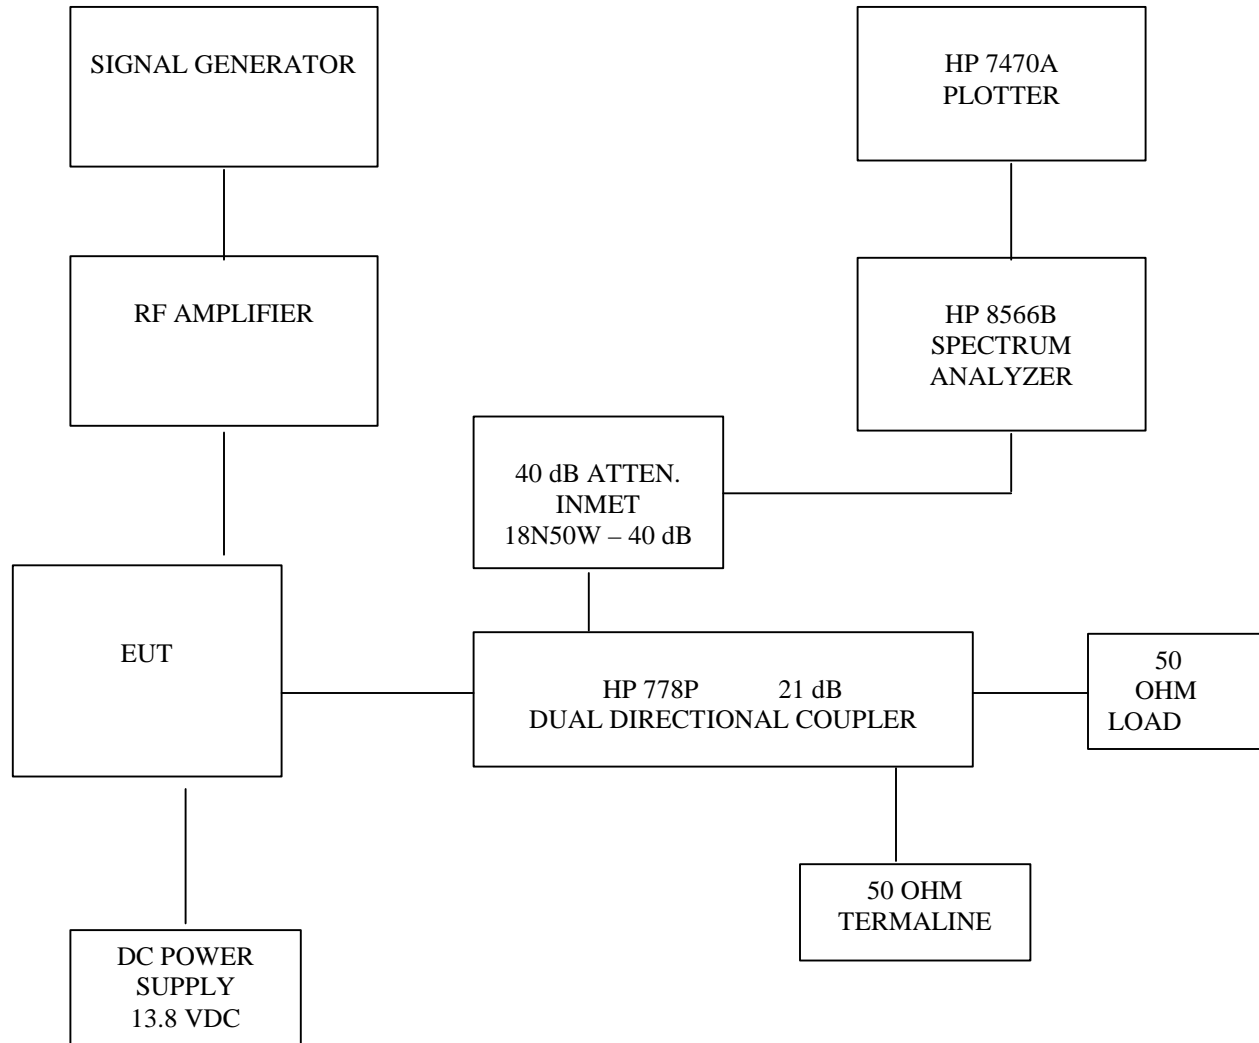 SIGNAL GENERATOR
HP 7470A
PLOTTER
RF AMPLIFIER
HP 8566B
SPECTRUM
ANALYZER
40 dB ATTEN.
INMET
18N50W – 40 dB
EUT
HP 778P 21 dB
DUAL DIRECTIONAL COUPLER
50
OHM
LOAD
50 OHM
TERMALINE
DC POWER
SUPPLY
13.8 VDC